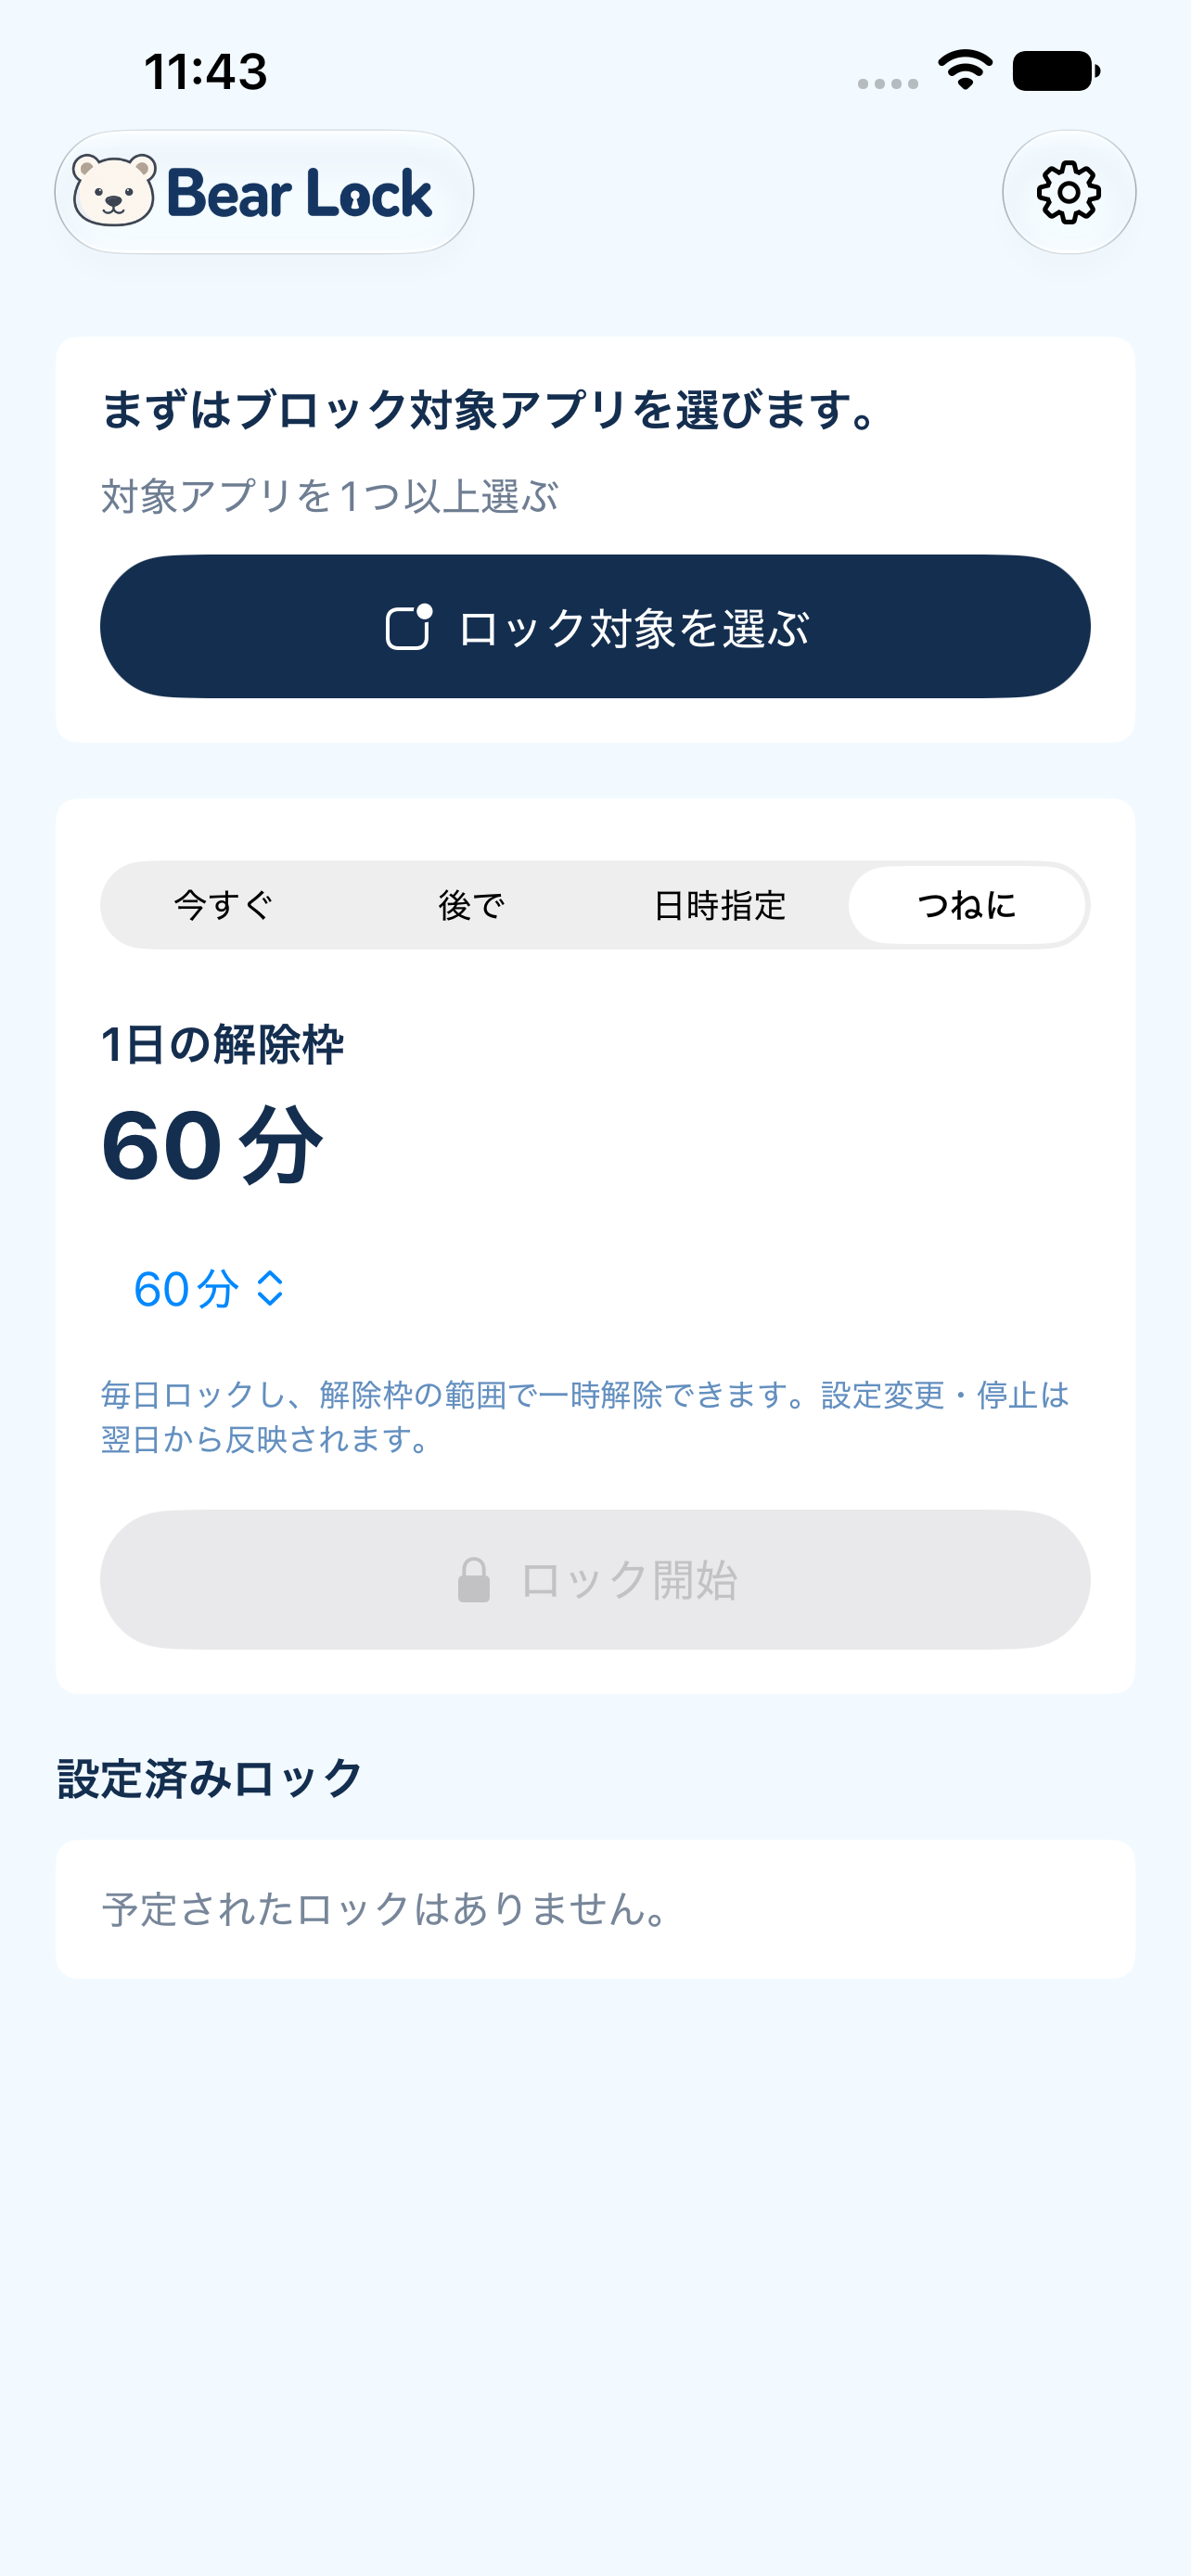 11:43
Bear Lock
まずはブロック対象アプリを選びます。
対象アプリを1つ以上選ぶ
ロック対象を選ぶ
今すぐ 後で 日時指定 つねに
1日の解除枠
60分
60分
毎日ロックし、解除枠の範囲で一時解除できます。設定変更・停止は
翌日から反映されます。
ロック開始
設定済みロック
予定されたロックはありません。